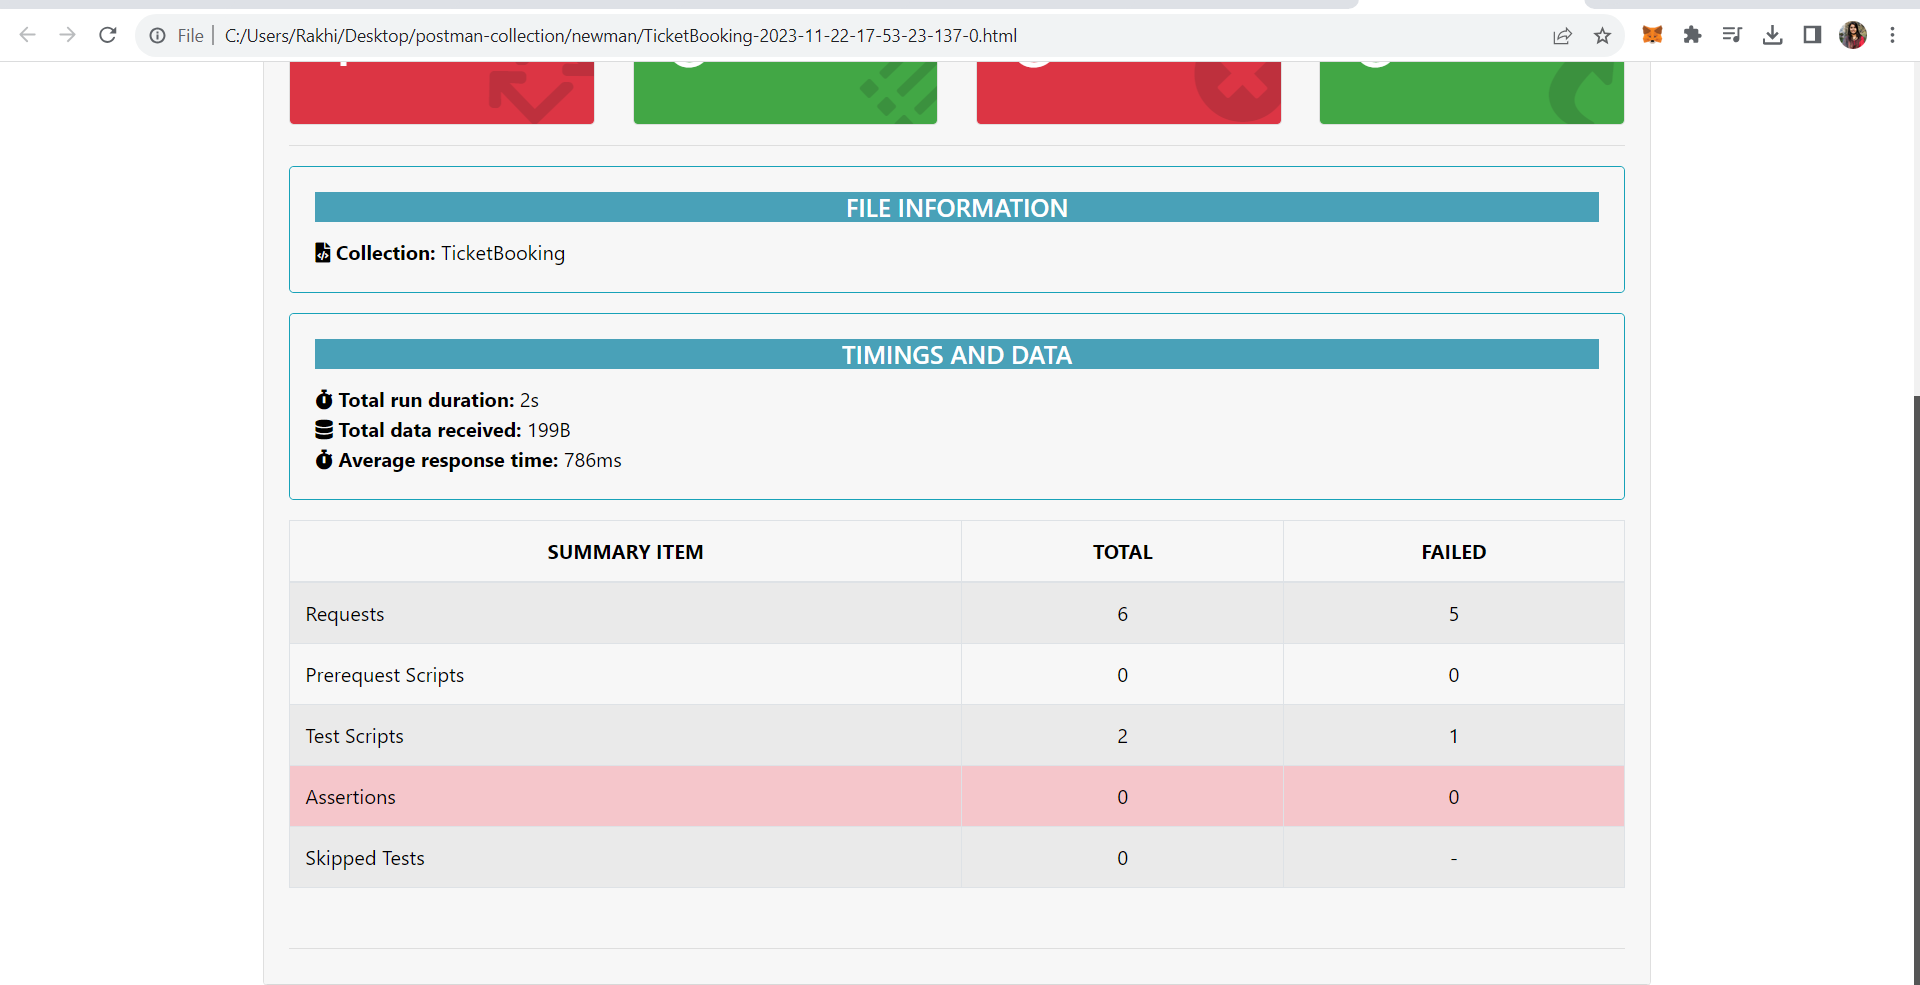 File C:/Users/Rakhi/Desktop/postman-collection/newman/TicketBooking-2023-11-22-17-53-23-137-0.html
FILE INFORMATION
Collection: TicketBooking
TIMINGS AND DATA
Total run duration: 2s
Total data received: 199B
Average response time: 786ms
SUMMARY ITEM TOTAL FAILED
Requests 6 5
Prerequest Scripts 0 0
Test Scripts 2 1
Assertions 0 0
Skipped Tests 0 -